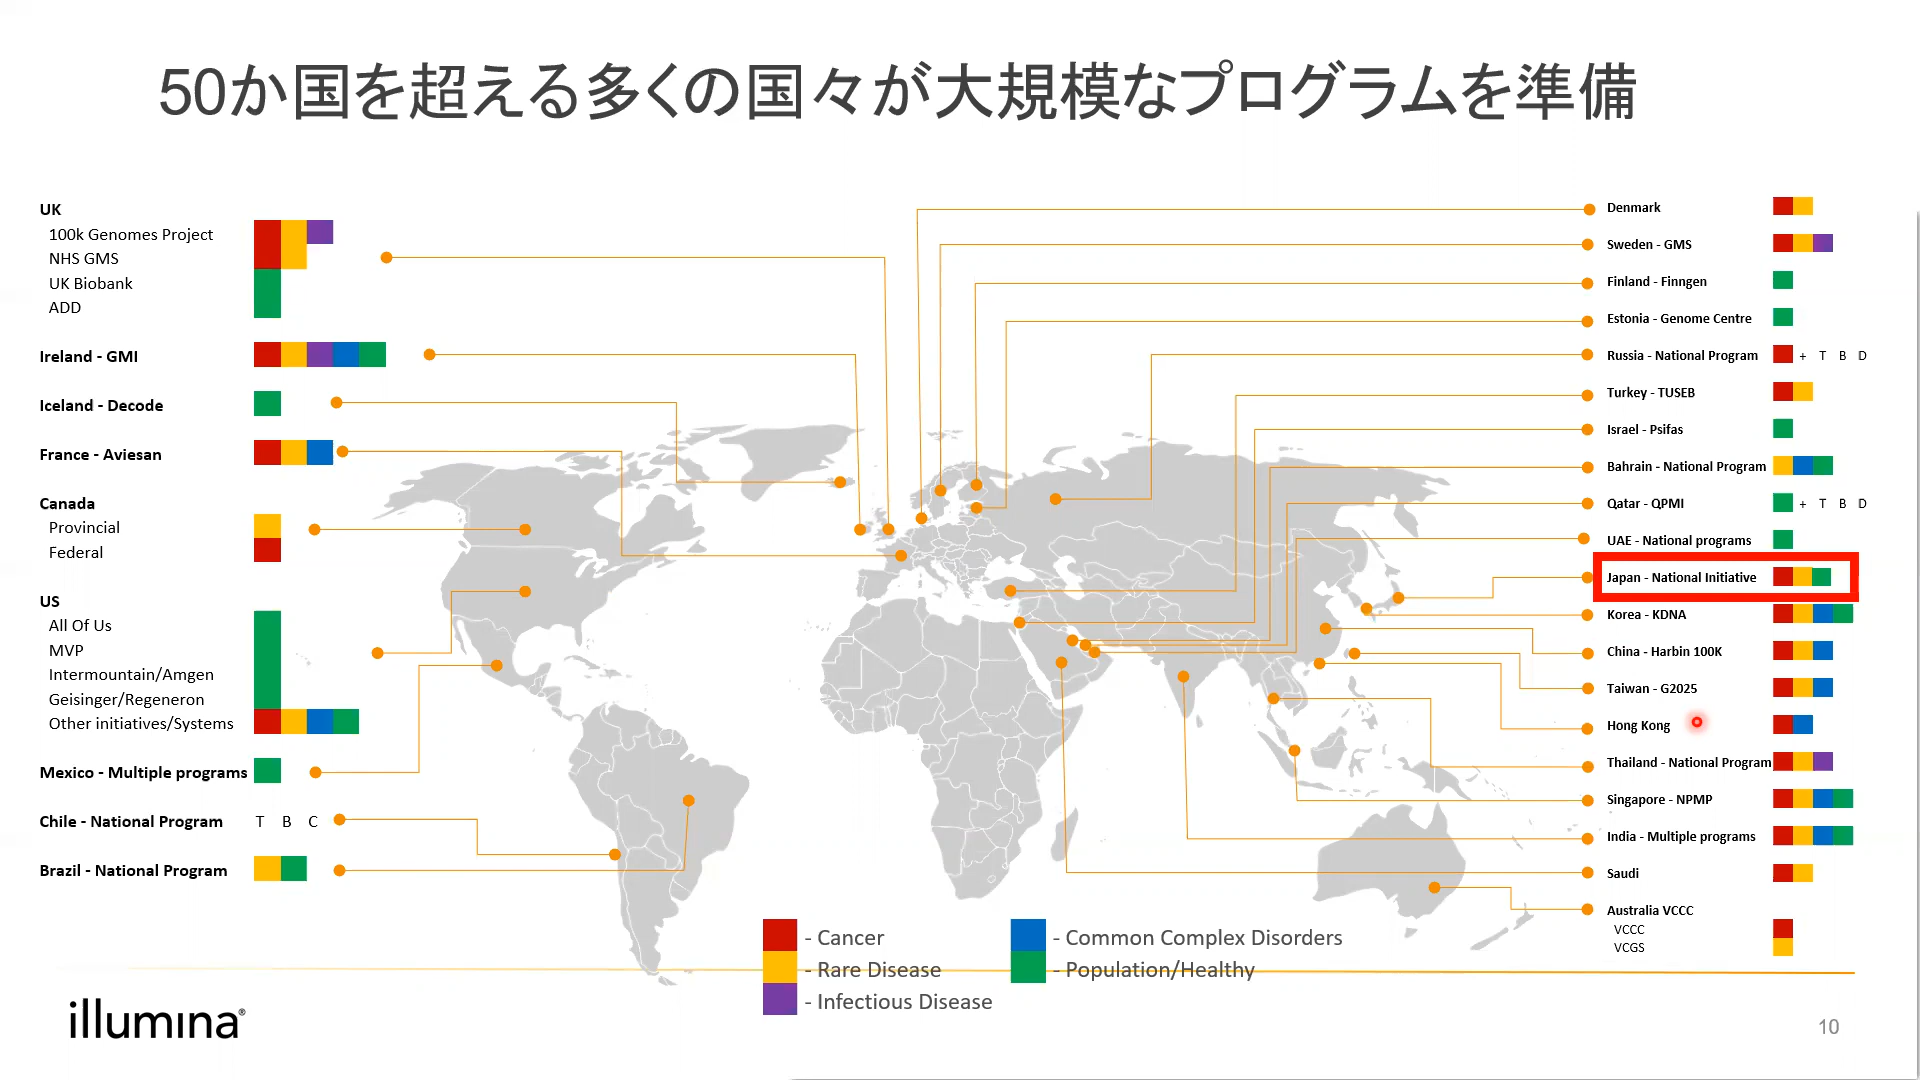 50か国を超える多くの国々が大規模なプログラムを準備
UK
100k Genomes Project
NHS GMS
UK Biobank
ADD
Ireland - GMI
Iceland - Decode
France - Aviesan
Canada
Provincial
Federal
US
All Of Us
MVP
Intermountain/Amgen
Geisinger/Regeneron
Other initiatives/Systems
Mexico - Multiple programs
Chile - National Program T B C
Brazil - National Program
Denmark
Sweden - GMS
Finland - Finngen
Estonia - Genome Centre
Russia - National Program + T B D
Turkey - TUSEB
Israel - Psifas
Bahrain - National Program
Qatar - QPMI + T B D
UAE - National programs
Japan - National Initiative
Korea - KDNA
China - Harbin 100K
Taiwan - G2025
Hong Kong
Thailand - National Program
Singapore - NPMP
India - Multiple programs
Saudi
Australia VCCC
VCCC
VCGS
- Cancer
- Rare Disease
- Infectious Disease
- Common Complex Disorders
- Population/Healthy
illumina®
10